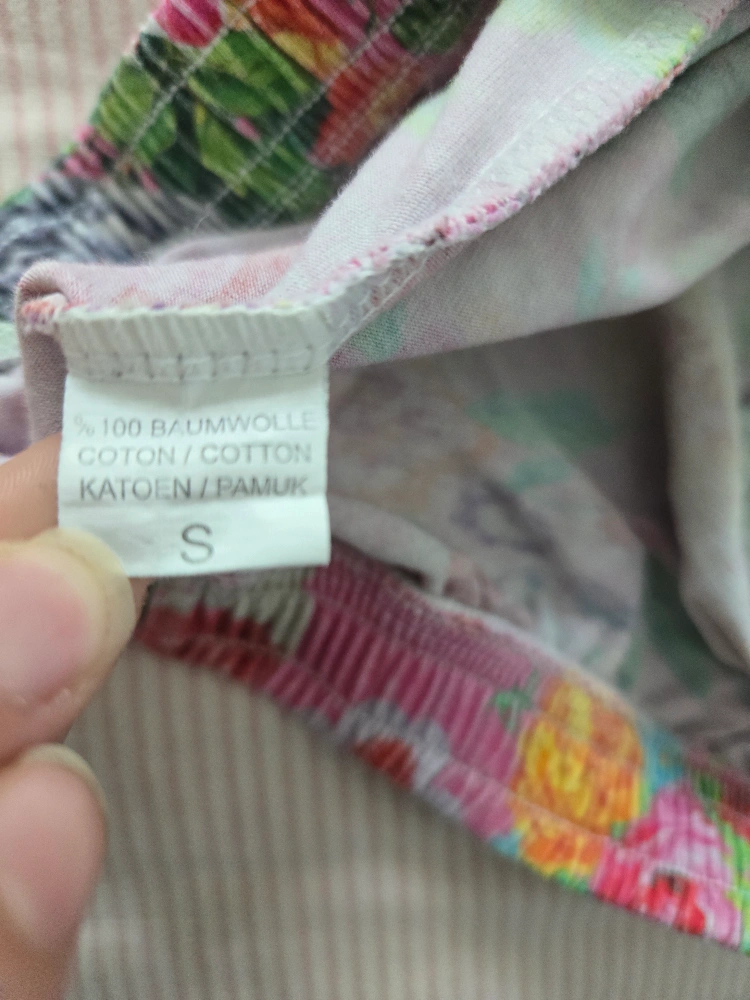 %100 BAUMWOLLE
COTON / COTTON
KATOEN / PAMUK
S